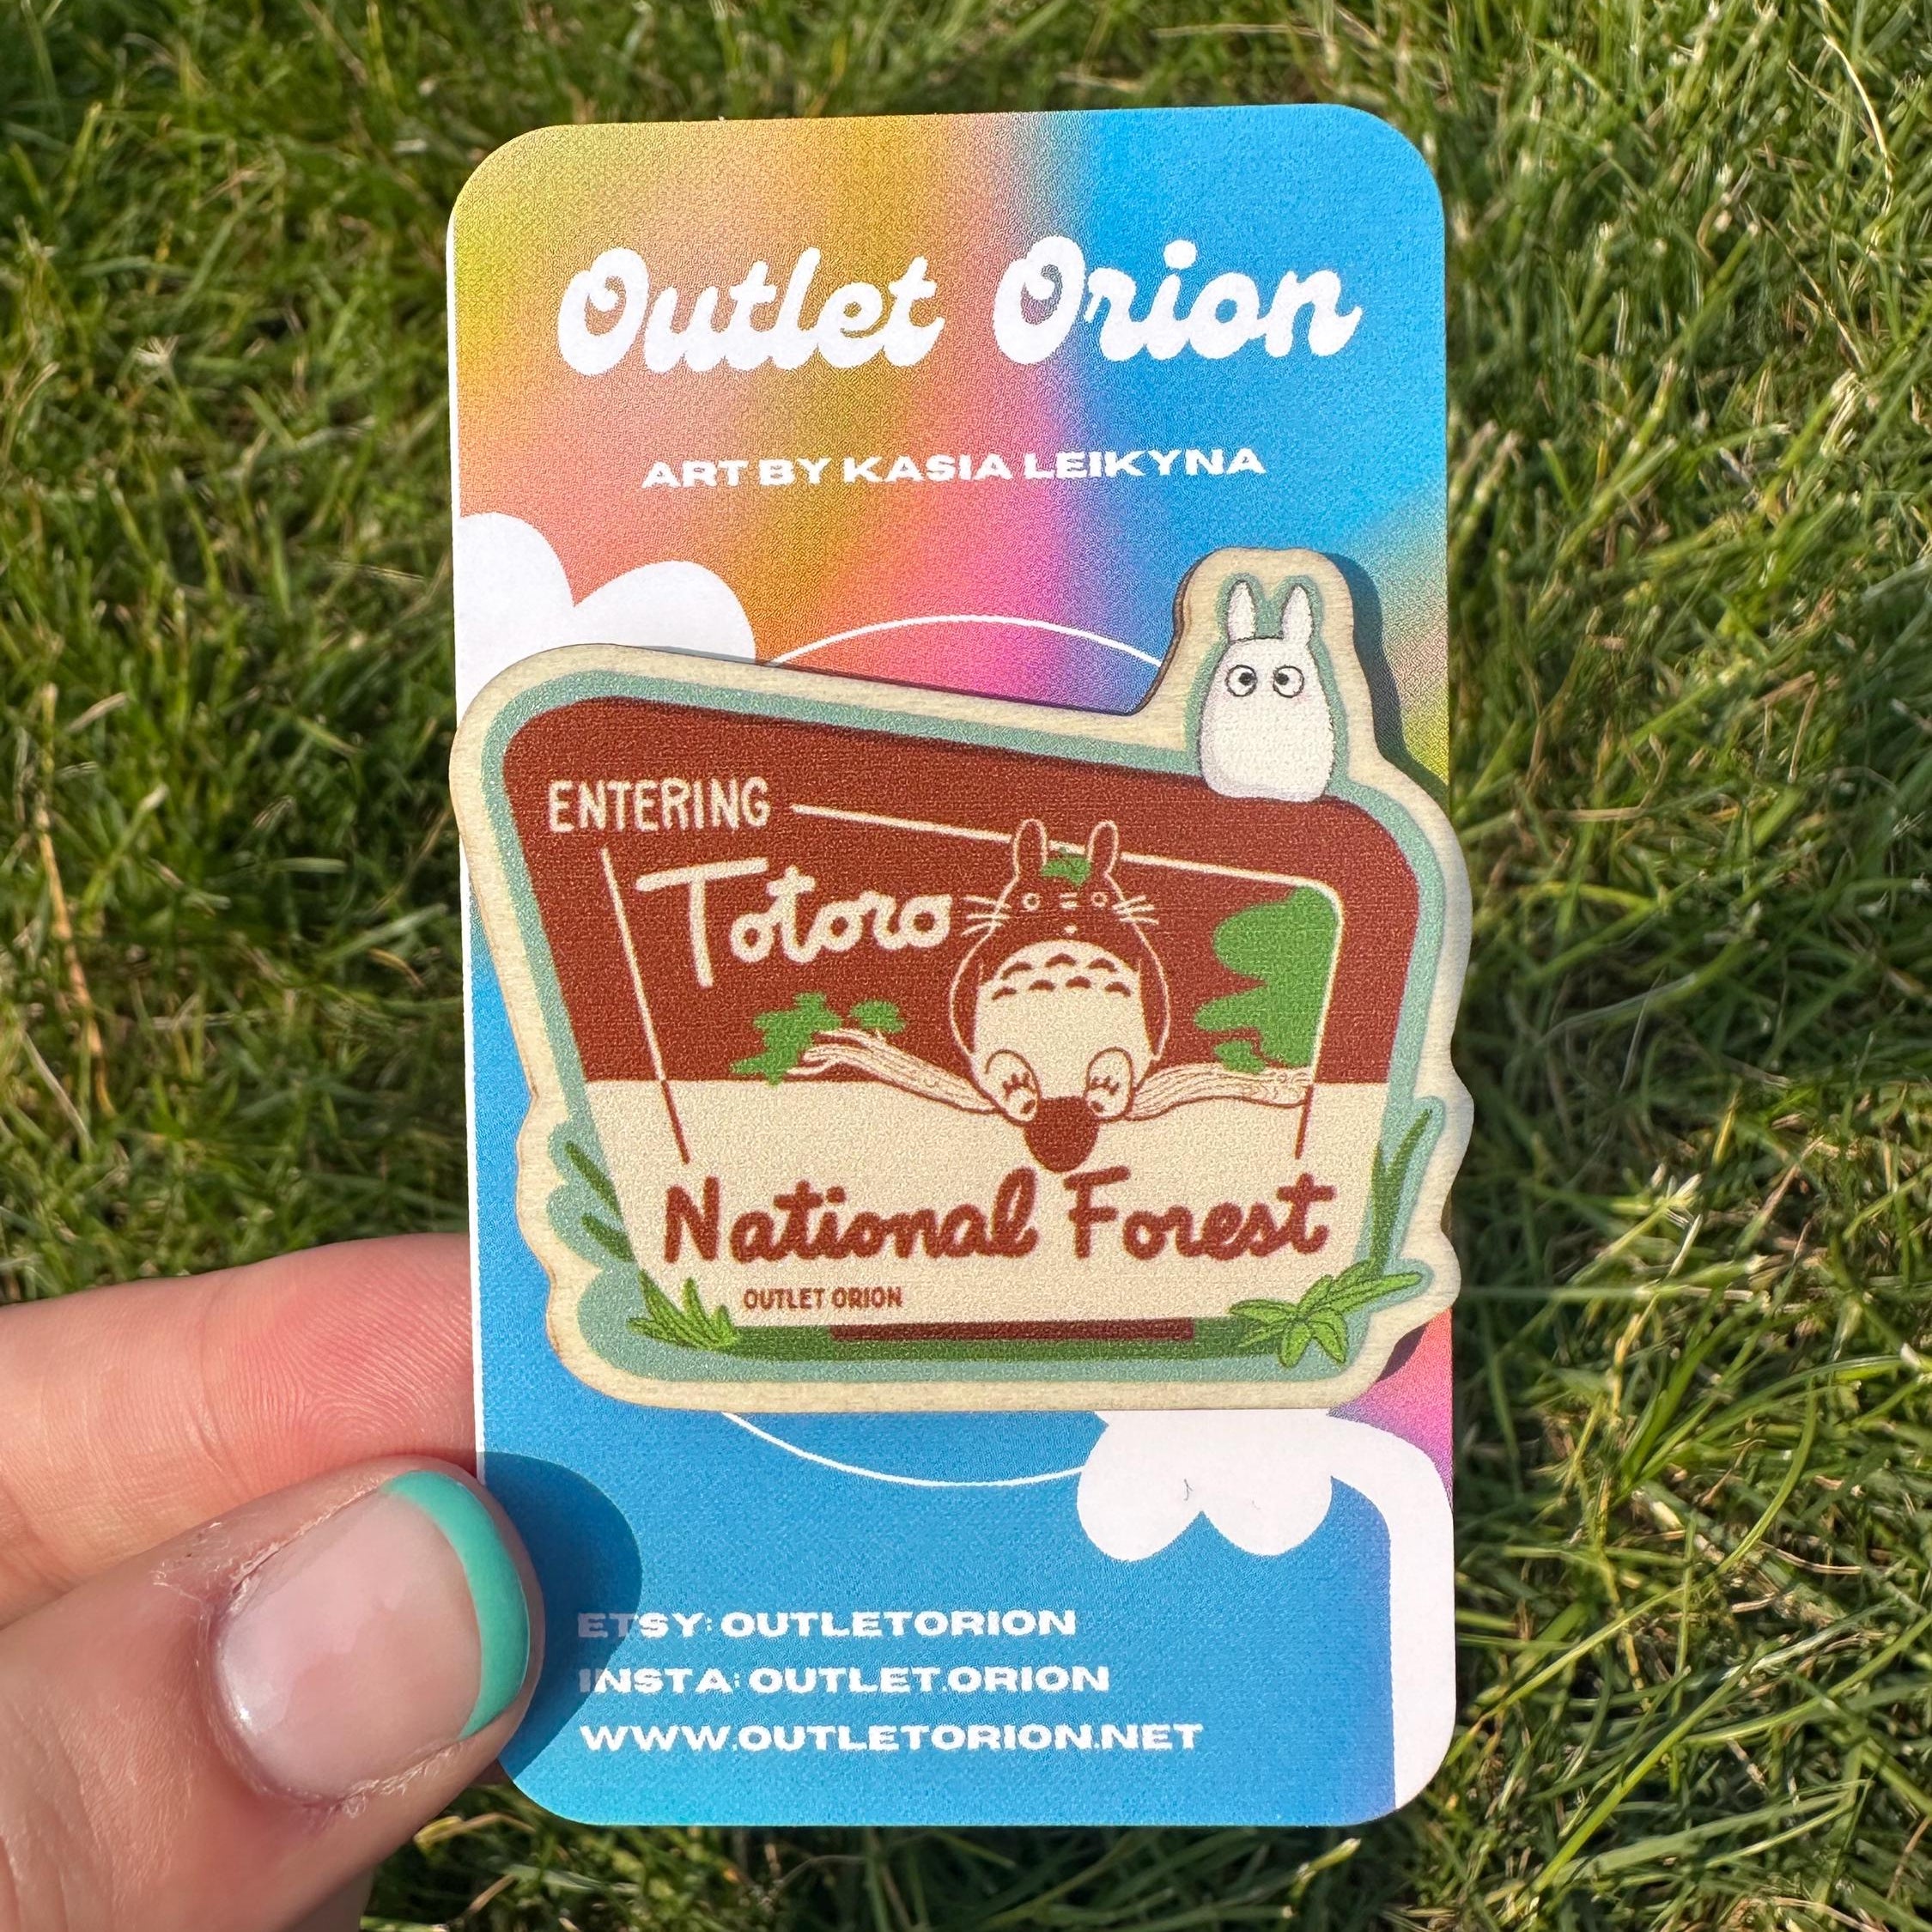 Outlet Orion
ART BY KASIA LEIKYNA
ENTERING
Totoro
National Forest
OUTLET ORION
ETSY: OUTLETORION
INSTA: OUTLET.ORION
WWW.OUTLETORION.NET